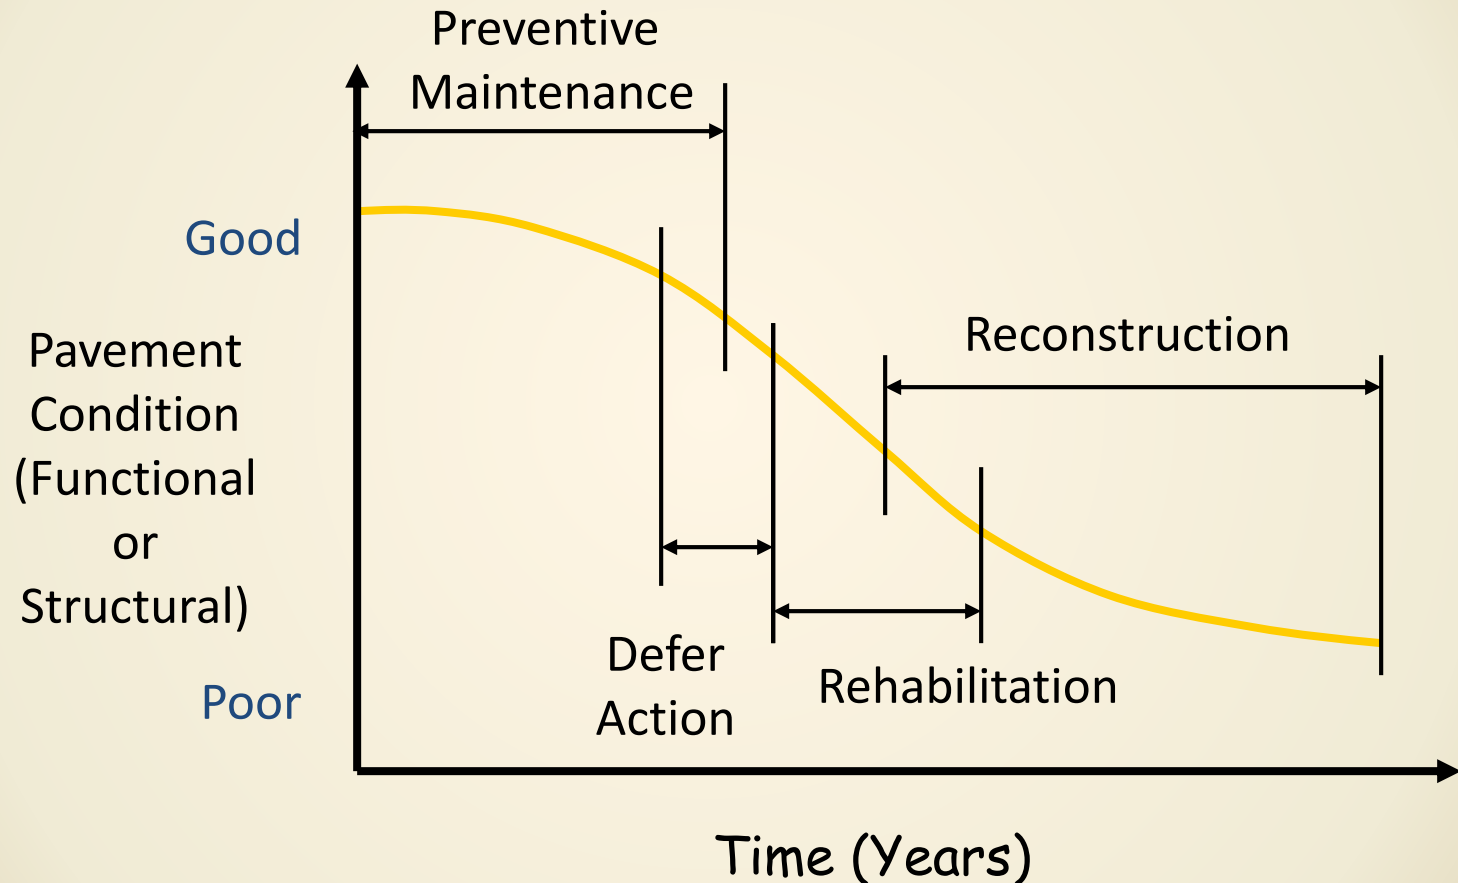 Preventive
Maintenance
Good
Pavement
Condition
(Functional
or
Structural)
Poor
Reconstruction
Defer
Action
Rehabilitation
Time (Years)